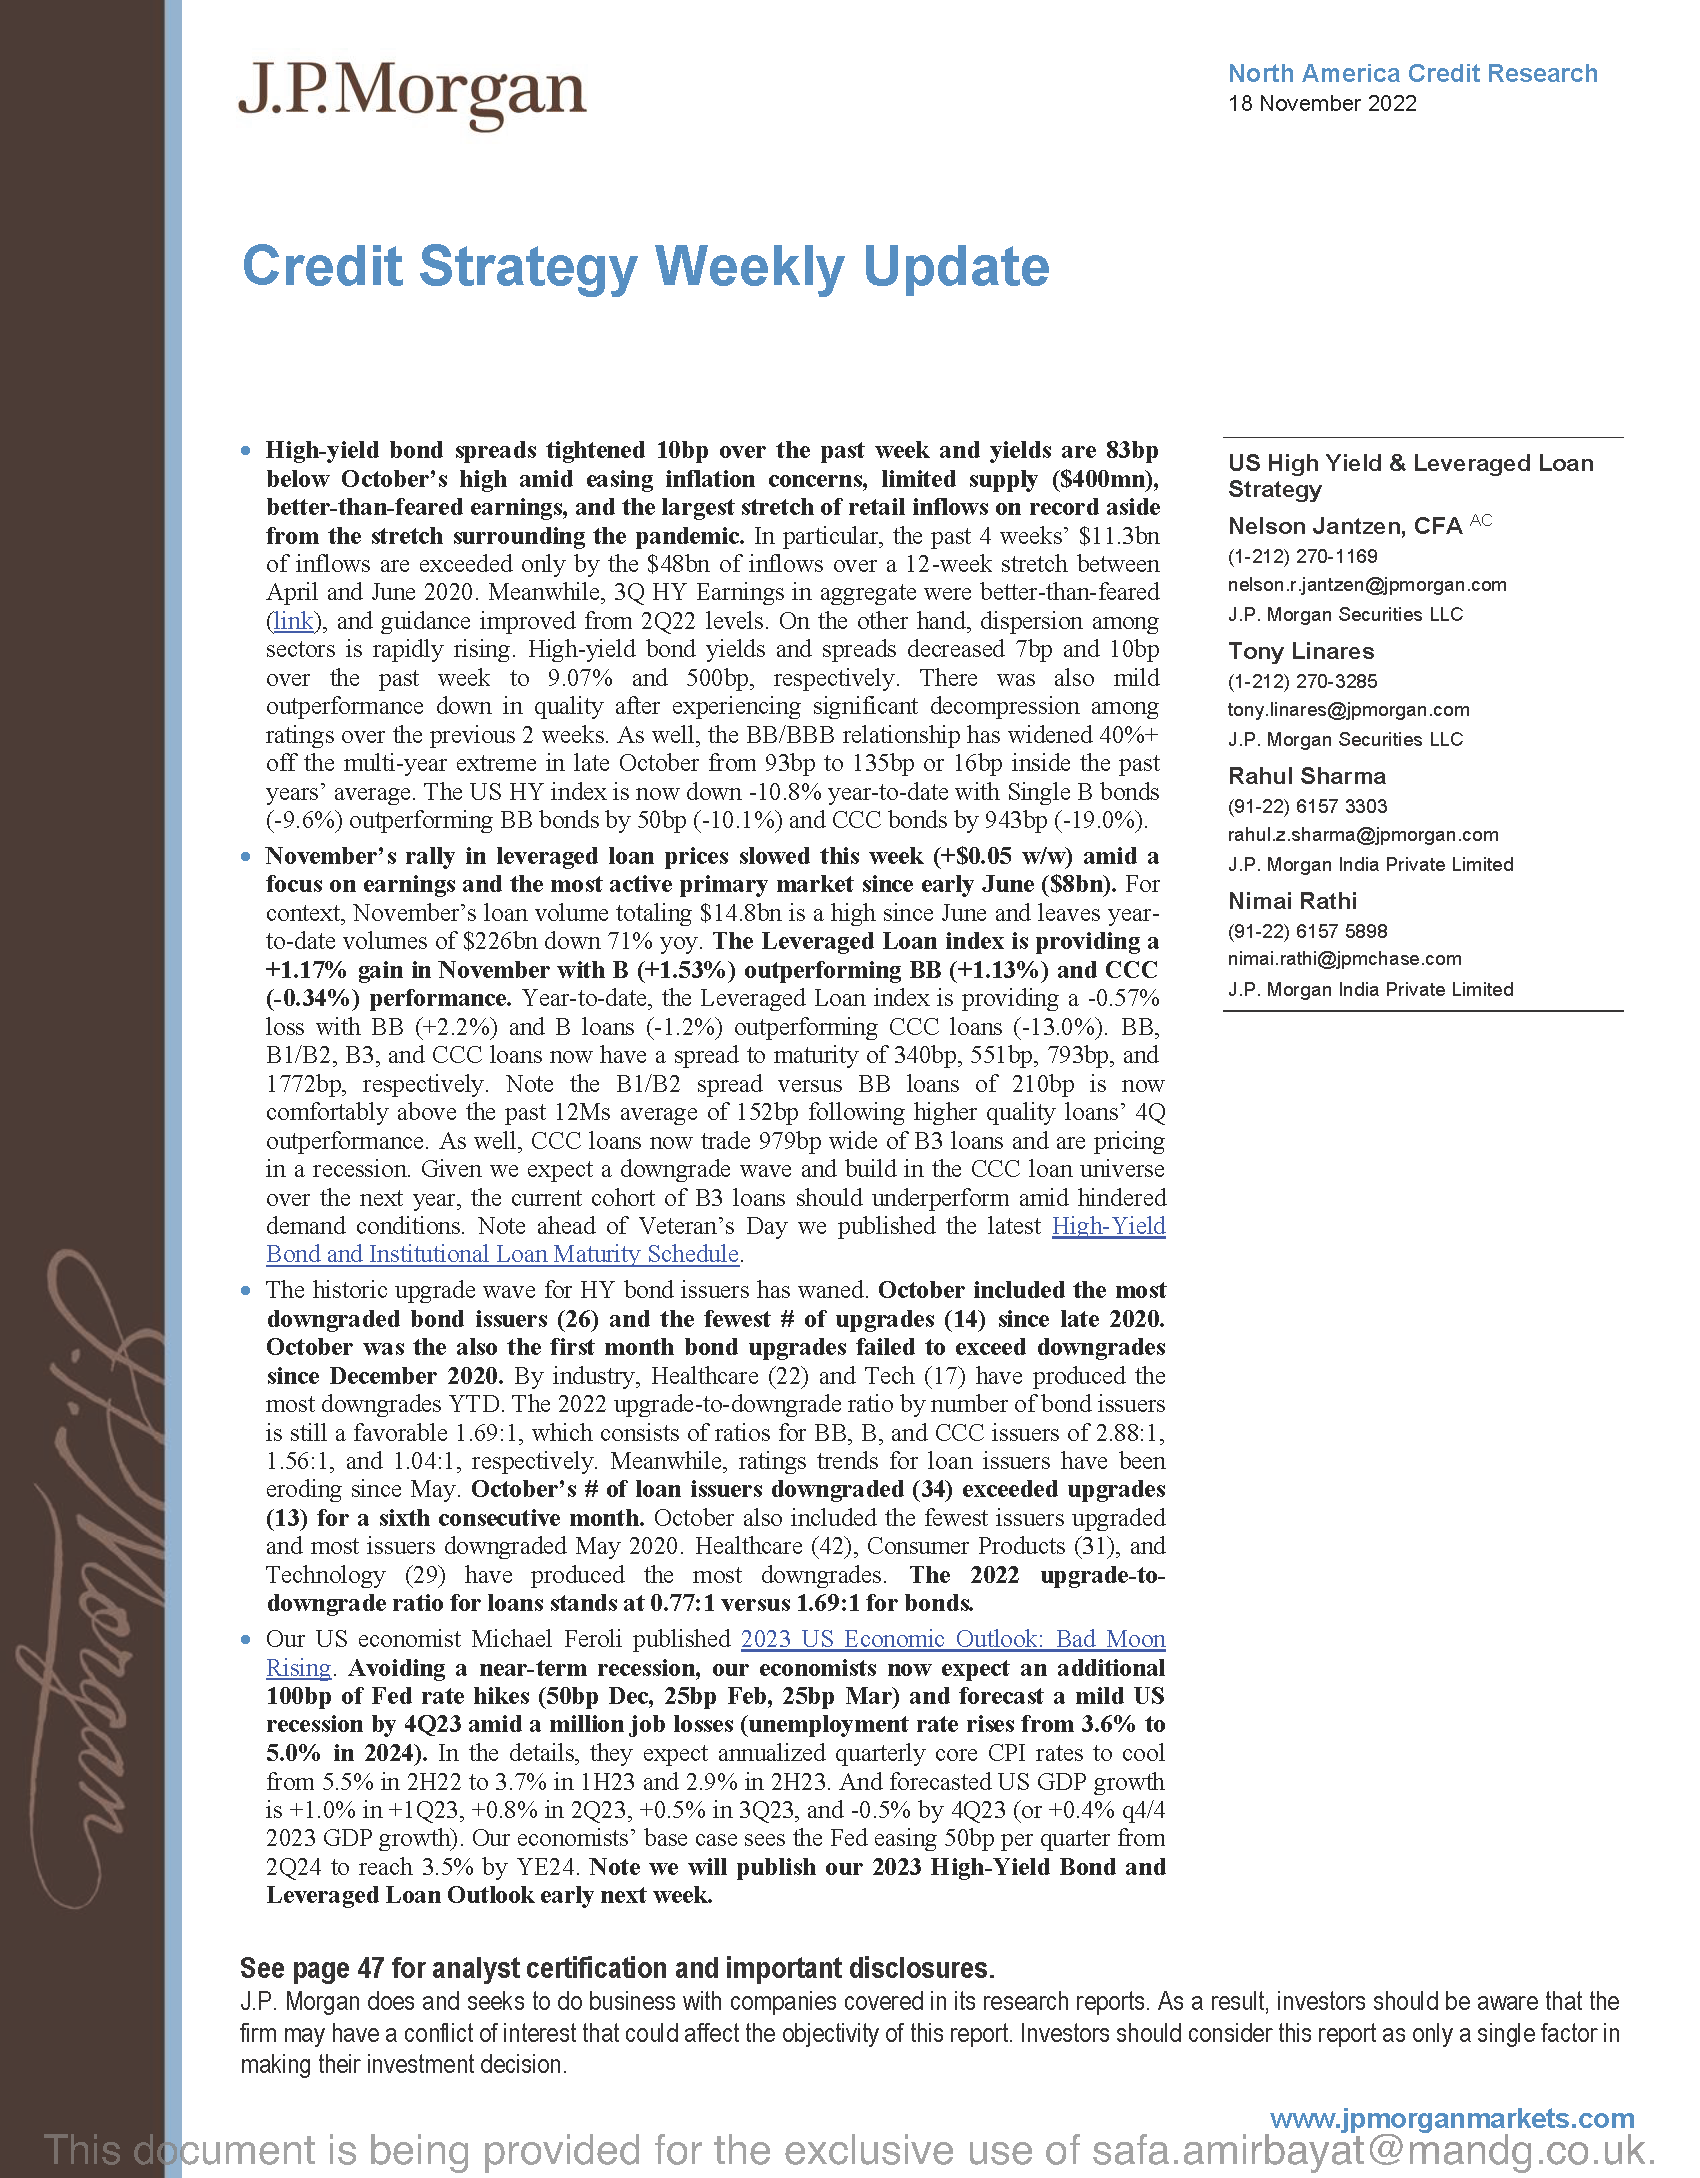 J.P.Morgan
North America Credit Research
18 November 2022
Credit Strategy Weekly Update
• High-yield bond spreads tightened 10bp over the past week and yields are 83bp
below October's high amid easing inflation concerns, limited supply ($400mn),
better-than-feared earnings, and the largest stretch of retail inflows on record aside
from the stretch surrounding the pandemic. In particular, the past 4 weeks' $11.3bn
of inflows are exceeded only by the $48bn of inflows over a 12-week stretch between
April and June 2020. Meanwhile, 3Q HY Earnings in aggregate were better-than-feared
(link), and guidance improved from 2Q22 levels. On the other hand, dispersion among
sectors is rapidly rising. High-yield bond yields and spreads decreased 7bp and 10bp
over the past week to 9.07% and 500bp, respectively. There was also mild
outperformance down in quality after experiencing significant decompression among
ratings over the previous 2 weeks. As well, the BB/BBB relationship has widened 40%+
off the multi-year extreme in late October from 93bp to 135bp or 16bp inside the past
years' average. The US HY index is now down -10.8% year-to-date with Single B bonds
(-9.6%) outperforming BB bonds by 50bp (-10.1%) and CCC bonds by 943bp (-19.0%).
• November's rally in leveraged loan prices slowed this week (+$0.05 w/w) amid a
focus on earnings and the most active primary market since early June ($8bn). For
context, November's loan volume totaling $14.8bn is a high since June and leaves year-
to-date volumes of $226bn down 71% yoy. The Leveraged Loan index is providing a
+1.17% gain in November with B (+1.53%) outperforming BB (+1.13%) and CCC
(-0.34%) performance. Year-to-date, the Leveraged Loan index is providing a -0.57%
loss with BB (+2.2%) and B loans (-1.2%) outperforming CCC loans (-13.0%). BB,
B1/B2, B3, and CCC loans now have a spread to maturity of 340bp, 551bp, 793bp, and
1772bp, respectively. Note the B1/B2 spread versus BB loans of 210bp is now
comfortably above the past 12Ms average of 152bp following higher quality loans' 4Q
outperformance. As well, CCC loans now trade 979bp wide of B3 loans and are pricing
in a recession. Given we expect a downgrade wave and build in the CCC loan universe
over the next year, the current cohort of B3 loans should underperform amid hindered
demand conditions. Note ahead of Veteran's Day we published the latest High-Yield
Bond and Institutional Loan Maturity Schedule.
• The historic upgrade wave for HY bond issuers has waned. October included the most
downgraded bond issuers (26) and the fewest # of upgrades (14) since late 2020.
October was the also the first month bond upgrades failed to exceed downgrades
since December 2020. By industry, Healthcare (22) and Tech (17) have produced the
most downgrades YTD. The 2022 upgrade-to-downgrade ratio by number of bond issuers
is still a favorable 1.69:1, which consists of ratios for BB, B, and CCC issuers of 2.88:1,
1.56:1, and 1.04:1, respectively. Meanwhile, ratings trends for loan issuers have been
eroding since May. October's # of loan issuers downgraded (34) exceeded upgrades
(13) for a sixth consecutive month. October also included the fewest issuers upgraded
and most issuers downgraded May 2020. Healthcare (42), Consumer Products (31), and
Technology (29) have produced the most downgrades. The 2022 upgrade-to-
downgrade ratio for loans stands at 0.77:1 versus 1.69:1 for bonds.
• Our US economist Michael Feroli published 2023 US Economic Outlook: Bad Moon
Rising. Avoiding a near-term recession, our economists now expect an additional
100bp of Fed rate hikes (50bp Dec, 25bp Feb, 25bp Mar) and forecast a mild US
recession by 4Q23 amid a million job losses (unemployment rate rises from 3.6% to
5.0% in 2024). In the details, they expect annualized quarterly core CPI rates to cool
from 5.5% in 2H22 to 3.7% in 1H23 and 2.9% in 2H23. And forecasted US GDP growth
is +1.0% in +1Q23, +0.8% in 2Q23, +0.5% in 3Q23, and -0.5% by 4Q23 (or +0.4% q4/4
2023 GDP growth). Our economists' base case sees the Fed easing 50bp per quarter from
2Q24 to reach 3.5% by YE24. Note we will publish our 2023 High-Yield Bond and
Leveraged Loan Outlook early next week.
US High Yield & Leveraged Loan
Strategy
Nelson Jantzen, CFA AC
(1-212) 270-1169
nelson.r.jantzen@jpmorgan.com
J.P. Morgan Securities LLC
Tony Linares
(1-212) 270-3285
tony.linares@jpmorgan.com
J.P. Morgan Securities LLC
Rahul Sharma
(91-22) 6157 3303
rahul.z.sharma@jpmorgan.com
J.P. Morgan India Private Limited
Nimai Rathi
(91-22) 6157 5898
nimai.rathi@jpmchase.com
J.P. Morgan India Private Limited
J.P. Morgan
See page 47 for analyst certification and important disclosures.
J.P. Morgan does and seeks to do business with companies covered in its research reports. As a result, investors should be aware that the
firm may have a conflict of interest that could affect the objectivity of this report. Investors should consider this report as only a single factor in
making their investment decision.
www.jpmorganmarkets.com
This document is being provided for the exclusive use of safa.amirbayat@mandg.co.uk.